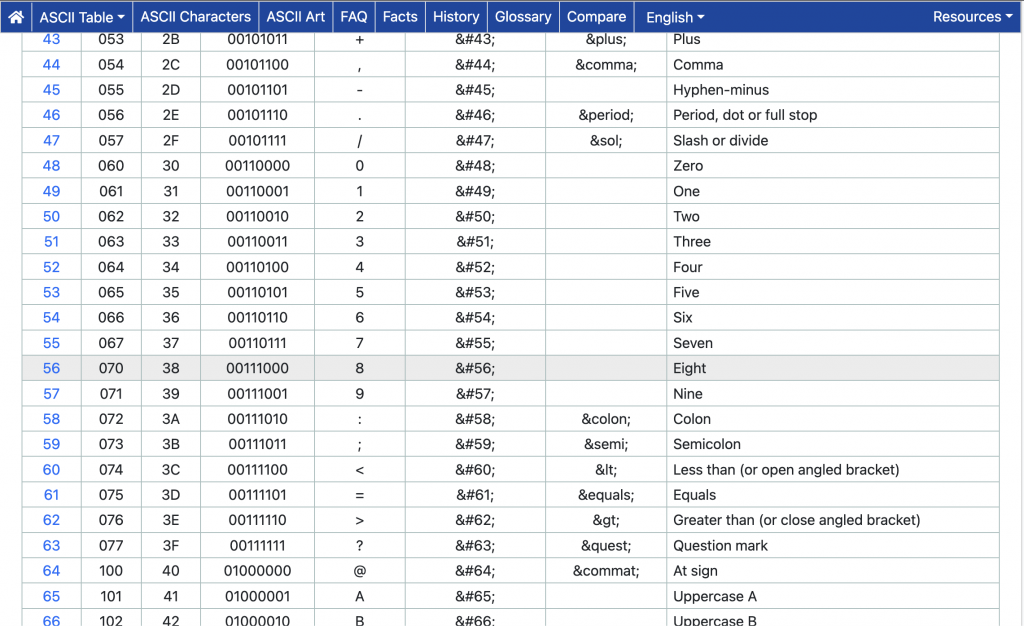 ASCII Table ASCII Characters ASCII Art FAQ Facts History Glossary Compare English Resources
43 053 2B 00101011 + &#43; &plus; Plus
44 054 2C 00101100 , &#44; &comma; Comma
45 055 2D 00101101 - &#45; Hyphen-minus
46 056 2E 00101110 . &#46; &period; Period, dot or full stop
47 057 2F 00101111 / &#47; &sol; Slash or divide
48 060 30 00110000 0 &#48; Zero
49 061 31 00110001 1 &#49; One
50 062 32 00110010 2 &#50; Two
51 063 33 00110011 3 &#51; Three
52 064 34 00110100 4 &#52; Four
53 065 35 00110101 5 &#53; Five
54 066 36 00110110 6 &#54; Six
55 067 37 00110111 7 &#55; Seven
56 070 38 00111000 8 &#56; Eight
57 071 39 00111001 9 &#57; Nine
58 072 3A 00111010 : &#58; &colon; Colon
59 073 3B 00111011 ; &#59; &semi; Semicolon
60 074 3C 00111100 < &#60; &lt; Less than (or open angled bracket)
61 075 3D 00111101 = &#61; &equals; Equals
62 076 3E 00111110 > &#62; &gt; Greater than (or close angled bracket)
63 077 3F 00111111 ? &#63; &quest; Question mark
64 100 40 01000000 @ &#64; &commat; At sign
65 101 41 01000001 A &#65; Uppercase A
66 102 42 01000010 B &#66; Uppercase B